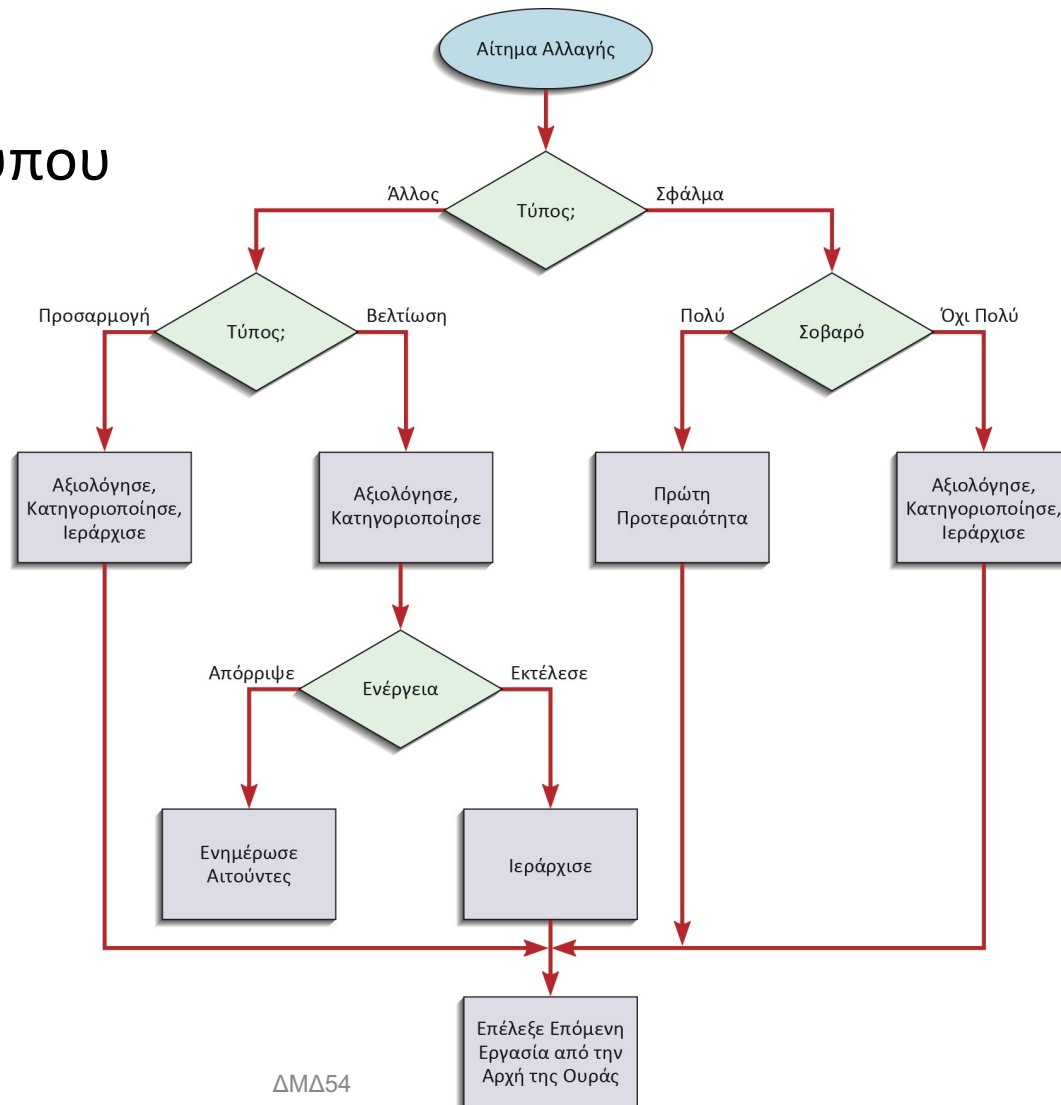 Αίτημα Αλλαγής
ύπου
Άλλος
Τύπος;
Σφάλμα
Προσαρμογή
Τύπος;
Βελτίωση
Πολύ
Σοβαρό
Όχι Πολύ
Αξιολόγησε,
Κατηγοριοποίησε,
Ιεράρχισε
Αξιολόγησε,
Κατηγοριοποίησε
Πρώτη
Προτεραιότητα
Αξιολόγησε,
Κατηγοριοποίησε,
Ιεράρχισε
Απόρριψε
Ενέργεια
Εκτέλεσε
Ενημέρωσε
Αιτούντες
Ιεράρχισε
Επέλεξε Επόμενη
Εργασία από την
Αρχή της Ουράς
ΔΜΔ54